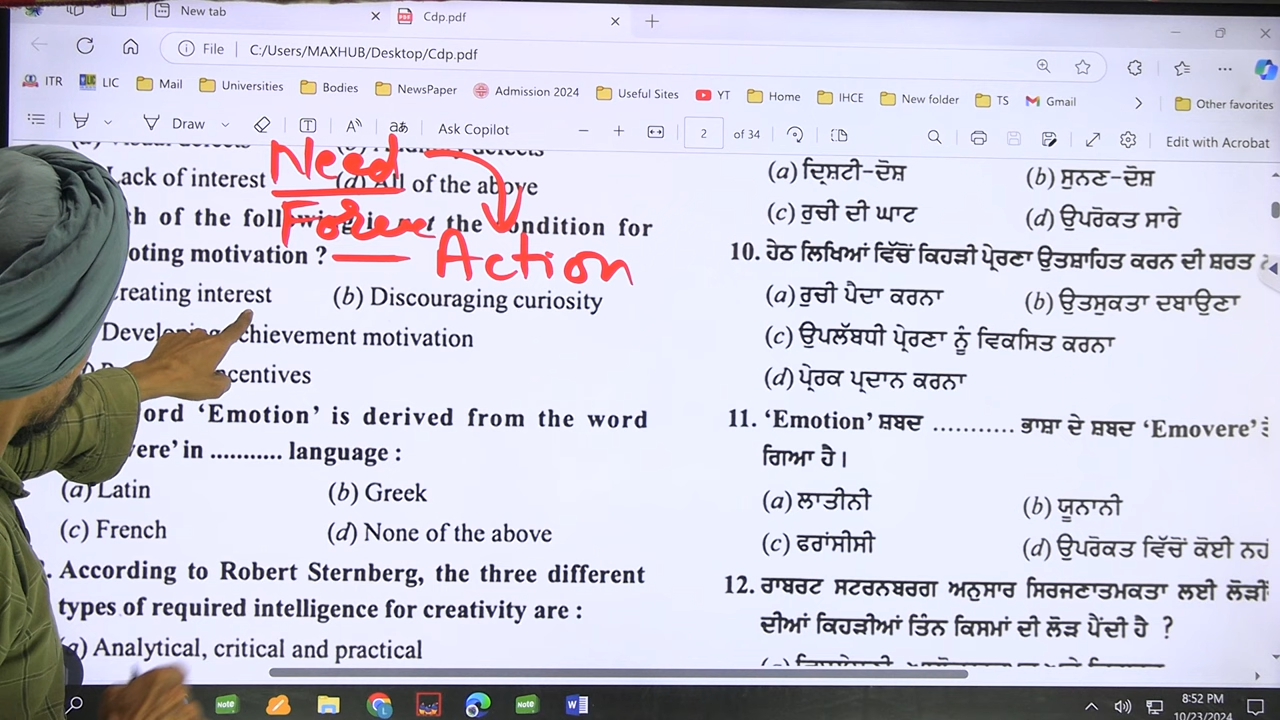 New tab
Cdp.pdf
File
C:/Users/MAXHUB/Desktop/Cdp.pdf
ITR LIC Mail Universities Bodies NewsPaper Admission 2024 Useful Sites YT Home IHCE New folder TS Gmail Other favorites
Draw Ask Copilot 2 of 34 Edit with Acrobat
Lack of interest (d) All of the above
Need
of the not the condition for
Action
oting motivation ?
reating interest (b) Discouraging curiosity
chievement motivation
centives
ord ‘Emotion’ is derived from the word
ere’ in ........... language :
(a) Latin (b) Greek
(c) French (d) None of the above
According to Robert Sternberg, the three different
types of required intelligence for creativity are :
(a) Analytical, critical and practical
(a) ਦ੍ਰਿਸ਼ਟੀ-ਦੋਸ਼ (b) ਸੁਨਣ-ਦੋਸ਼
(c) ਰੁਚੀ ਦੀ ਘਾਟ (d) ਉਪਰੋਕਤ ਸਾਰੇ
10. ਹੇਠ ਲਿਖਿਆਂ ਵਿੱਚੋਂ ਕਿਹੜੀ ਪ੍ਰੇਰਣਾ ਉਤਸ਼ਾਹਿਤ ਕਰਨ ਦੀ ਸ਼ਰਤ
(a) ਰੁਚੀ ਪੈਦਾ ਕਰਨਾ (b) ਉਤਸੁਕਤਾ ਦਬਾਉਣਾ
(c) ਉਪਲੱਬਧੀ ਪ੍ਰੇਰਣਾ ਨੂੰ ਵਿਕਸਿਤ ਕਰਨਾ
(d) ਪ੍ਰੇਰਕ ਪ੍ਰਦਾਨ ਕਰਨਾ
11. ‘Emotion’ ਸ਼ਬਦ ........... ਭਾਸ਼ਾ ਦੇ ਸ਼ਬਦ ‘Emovere’
ਗਿਆ ਹੈ।
(a) ਲਾਤੀਨੀ (b) ਯੂਨਾਨੀ
(c) ਫਰਾਂਸੀਸੀ (d) ਉਪਰੋਕਤ ਵਿੱਚੋਂ ਕੋਈ ਨਹੀਂ
12. ਰਾਬਰਟ ਸਟਰਨਬਰਗ ਅਨੁਸਾਰ ਸਿਰਜਣਾਤਮਕਤਾ ਲਈ
ਦੀਆਂ ਕਿਹੜੀਆਂ ਤਿੰਨ ਕਿਸਮਾਂ ਦੀ ਲੋੜ ਪੈਂਦੀ ਹੈ ?
8:52 PM
10/23/2024